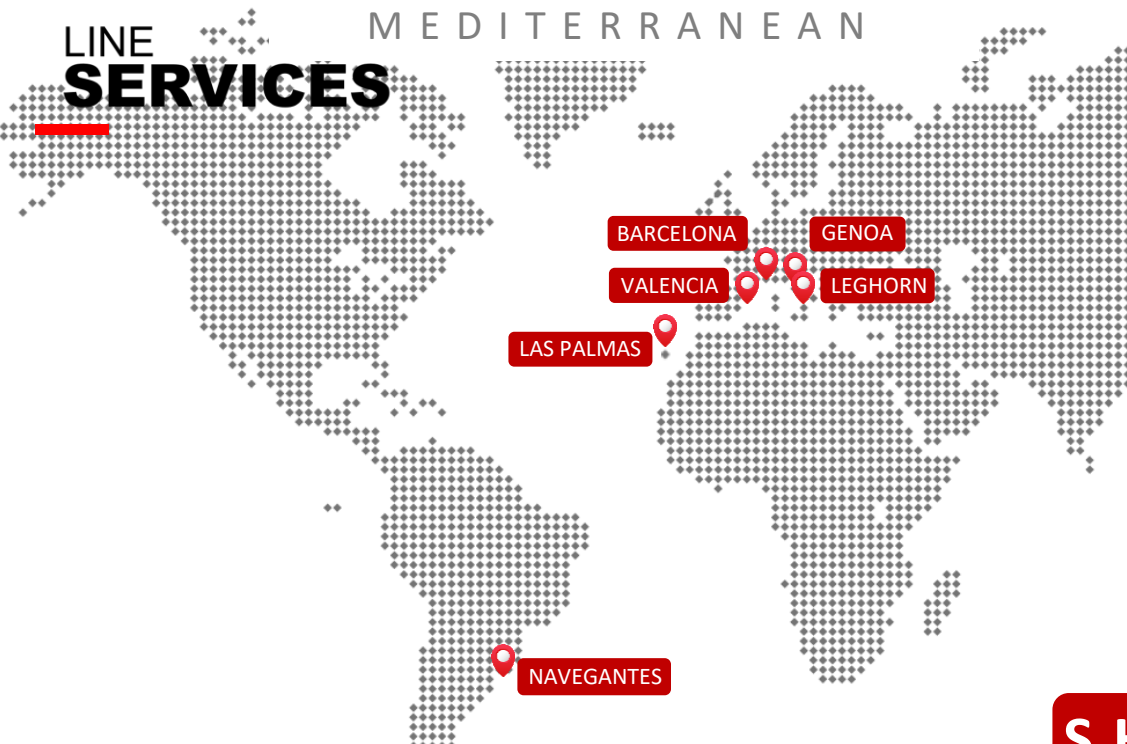 MEDITERRANEAN
LINE
SERVICES
BARCELONA
GENOA
VALENCIA
LEGHORN
LAS PALMAS
NAVEGANTES